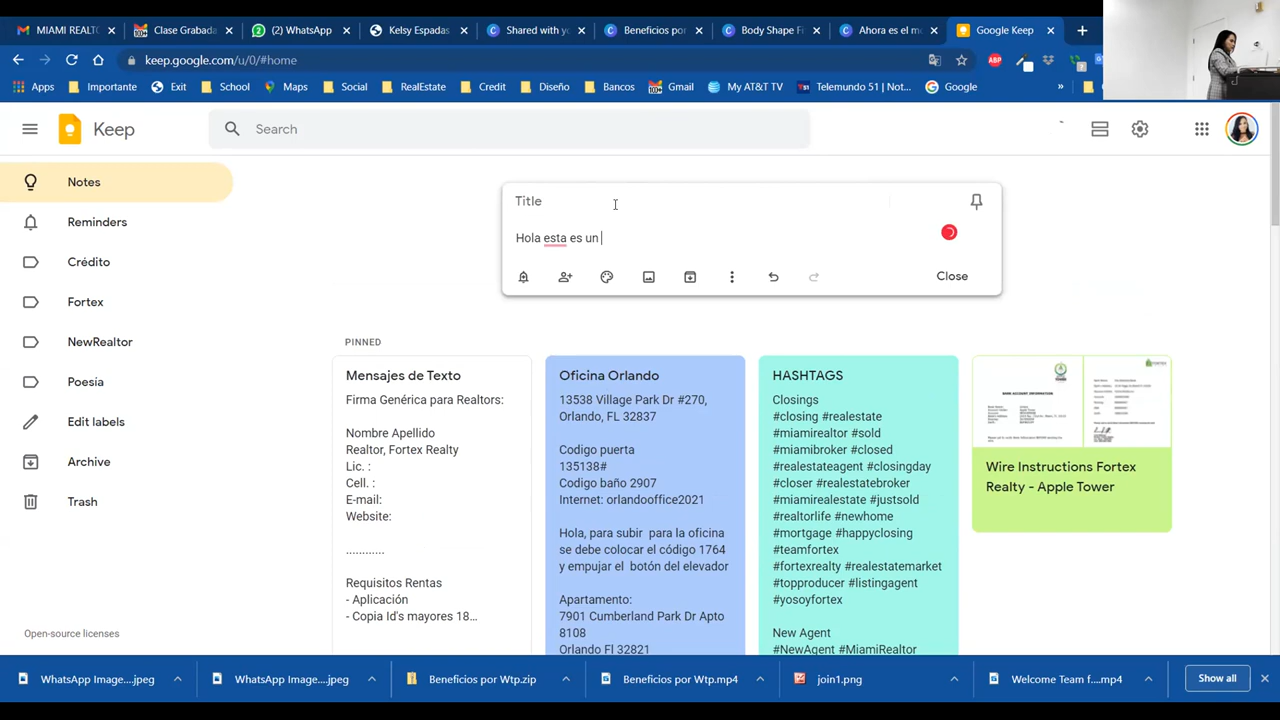 MIAMI REALT
Clase Grabada
(2) WhatsApp
Kelsy Espadas
Shared with y
Beneficios por
Body Shape F
Ahora es el m
Google Keep
keep.google.com/u/0/#home
Apps
Importante
Exit
School
Maps
Social
RealEstate
Credit
Diseño
Bancos
Gmail
My AT&T TV
Telemundo 51 | Not...
Google
Keep
Search
Notes
Reminders
Crédito
Fortex
NewRealtor
Poesía
Edit labels
Archive
Trash
Open-source licenses
Title
Hola esta es un
Close
PINNED
Mensajes de Texto
Firma Generica para Realtors:
Nombre Apellido
Realtor, Fortex Realty
Lic. :
Cell. :
E-mail:
Website:
............
Requisitos Rentas
- Aplicación
- Copia Id's mayores 18...
Oficina Orlando
13538 Village Park Dr #270,
Orlando, FL 32837
Codigo puerta
135138#
Codigo baño 2907
Internet: orlandooffice2021
Hola, para subir para la oficina
se debe colocar el código 1764
y empujar el botón del elevador
Apartamento:
7901 Cumberland Park Dr Apto
8108
Orlando Fl 32821
HASHTAGS
Closings
#closing #realestate
#miamirealtor #sold
#miamibroker #closed
#realestateagent #closingday
#closer #realestatebroker
#miamirealestate #justsold
#realtorlife #newhome
#mortgage #happyclosing
#teamfortex
#fortexrealty #realestatemarket
#topproducer #listingagent
#yosoyfortex
New Agent
#NewAgent #MiamiRealtor
Wire Instructions Fortex
Realty - Apple Tower
WhatsApp Image....jpeg
WhatsApp Image....jpeg
Beneficios por Wtp.zip
Beneficios por Wtp.mp4
join1.png
Welcome Team f....mp4
Show all